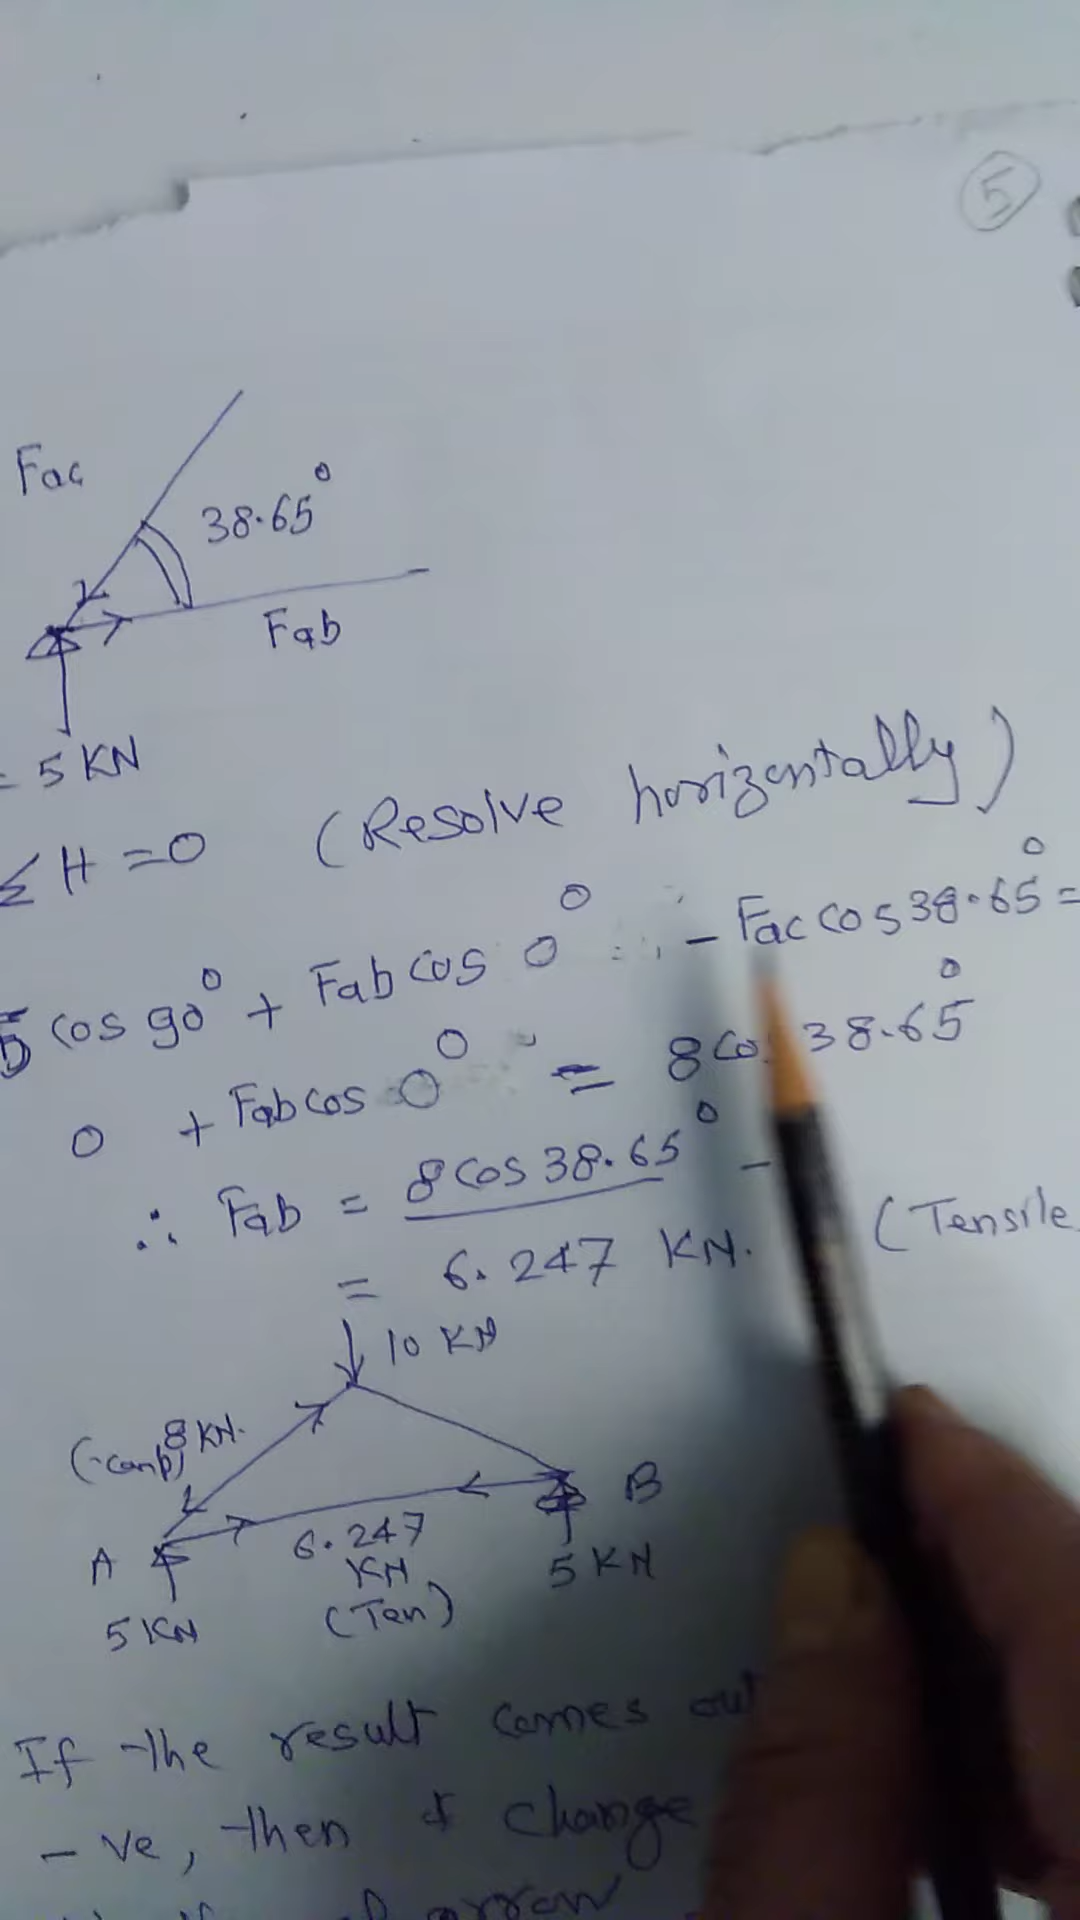 5
Fac
38.65°
Fab
= 5 KN
ΣH = 0 (Resolve horizontally)
5 cos 90° + Fab cos 0° - Fac cos 38.65° =
0 + Fab cos 0° = 8 cos 38.65°
∴ Fab = 8 cos 38.65°
= 6.247 KN. (Tensile
10 KN
8 KN.
(-comp)
A
B
6.247
KN
(Ten)
5 KN
5 KN
If the result comes out
- ve, then change
arrow